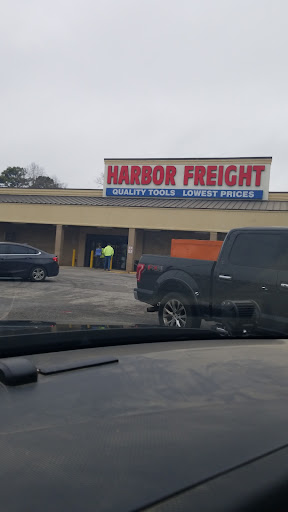 HARBOR FREIGHT
QUALITY TOOLS LOWEST PRICES